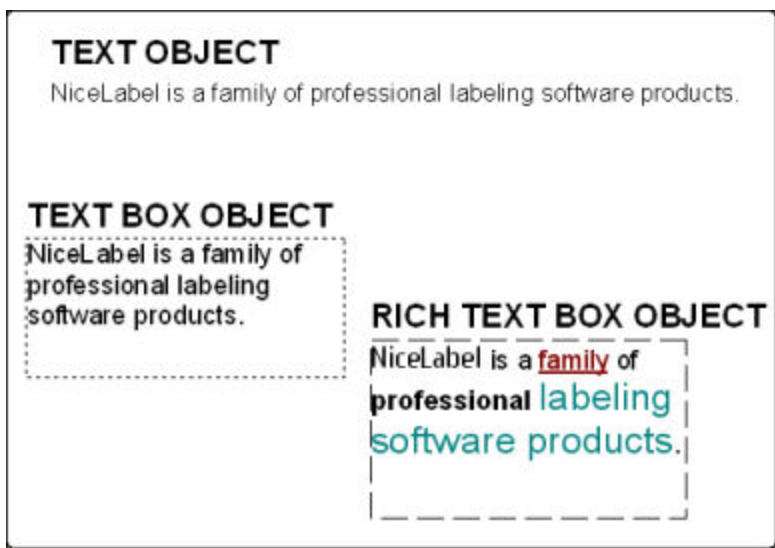 TEXT OBJECT
NiceLabel is a family of professional labeling software products.
TEXT BOX OBJECT
NiceLabel is a family of
professional labeling
software products.
RICH TEXT BOX OBJECT
NiceLabel is a family of
professional labeling
software products.